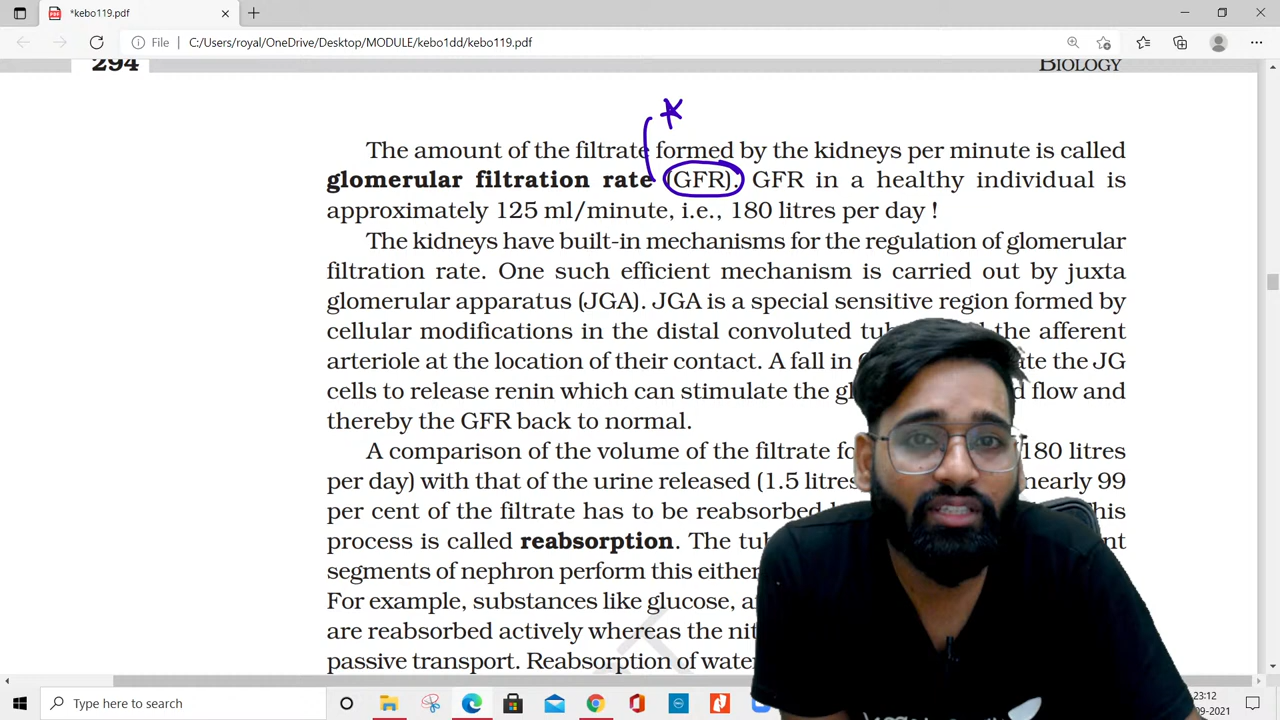 *kebo119.pdf
File C:/Users/royal/OneDrive/Desktop/MODULE/kebo1dd/kebo119.pdf
294 BIOLOGY
The amount of the filtrate formed by the kidneys per minute is called
glomerular filtration rate (GFR). GFR in a healthy individual is
approximately 125 ml/minute, i.e., 180 litres per day !
The kidneys have built-in mechanisms for the regulation of glomerular
filtration rate. One such efficient mechanism is carried out by juxta
glomerular apparatus (JGA). JGA is a special sensitive region formed by
cellular modifications in the distal convoluted the afferent
arteriole at the location of their contact. A fall in the JG
cells to release renin which can stimulate the flow and
thereby the GFR back to normal.
A comparison of the volume of the filtrate 180 litres
per day) with that of the urine released (1.5 litres nearly 99
per cent of the filtrate has to be reabsorbed This
process is called reabsorption. The
segments of nephron perform this either
For example, substances like glucose,
are reabsorbed actively whereas the
passive transport. Reabsorption of
Type here to search 23:12
09-2021